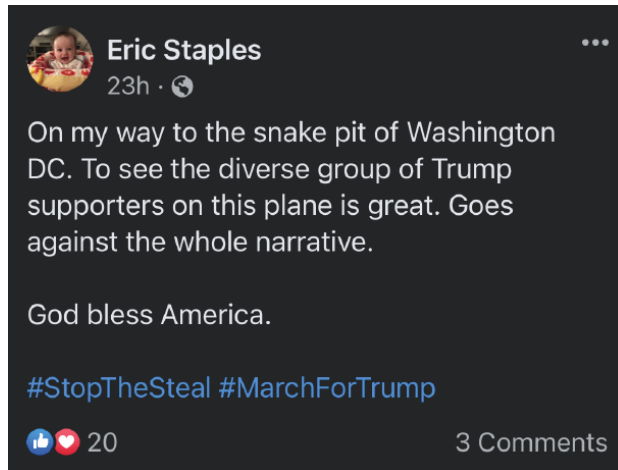 Eric Staples
23h ·
On my way to the snake pit of Washington
DC. To see the diverse group of Trump
supporters on this plane is great. Goes
against the whole narrative.
God bless America.
#StopTheSteal #MarchForTrump
20
3 Comments